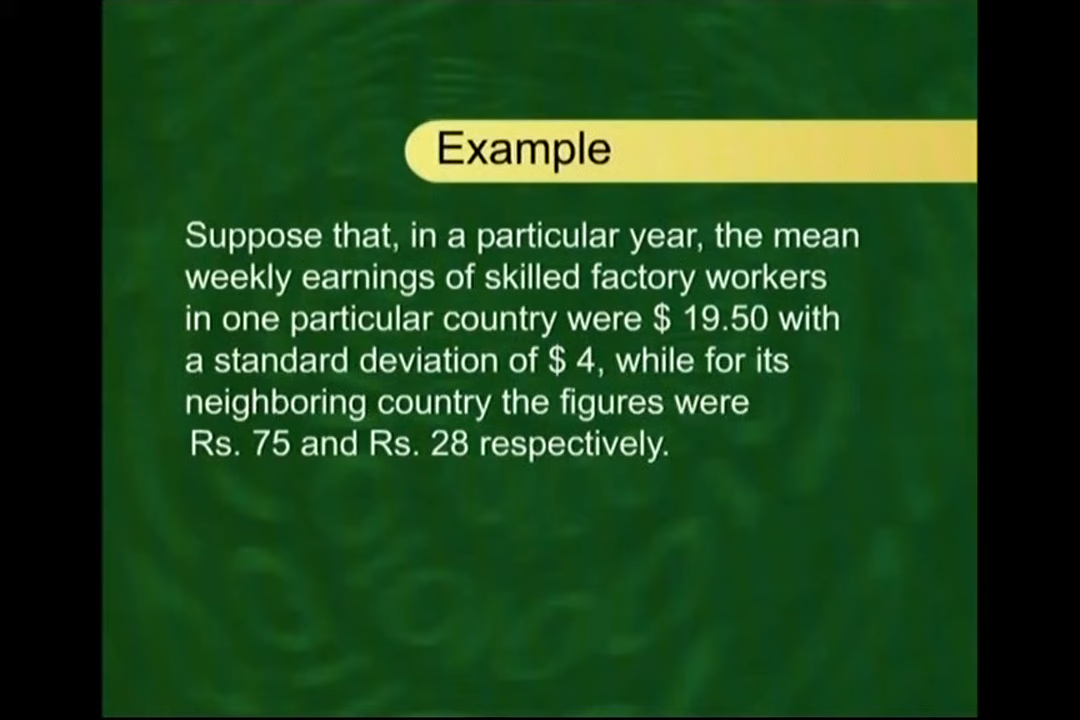 Example
Suppose that, in a particular year, the mean
weekly earnings of skilled factory workers
in one particular country were $ 19.50 with
a standard deviation of $ 4, while for its
neighboring country the figures were
Rs. 75 and Rs. 28 respectively.